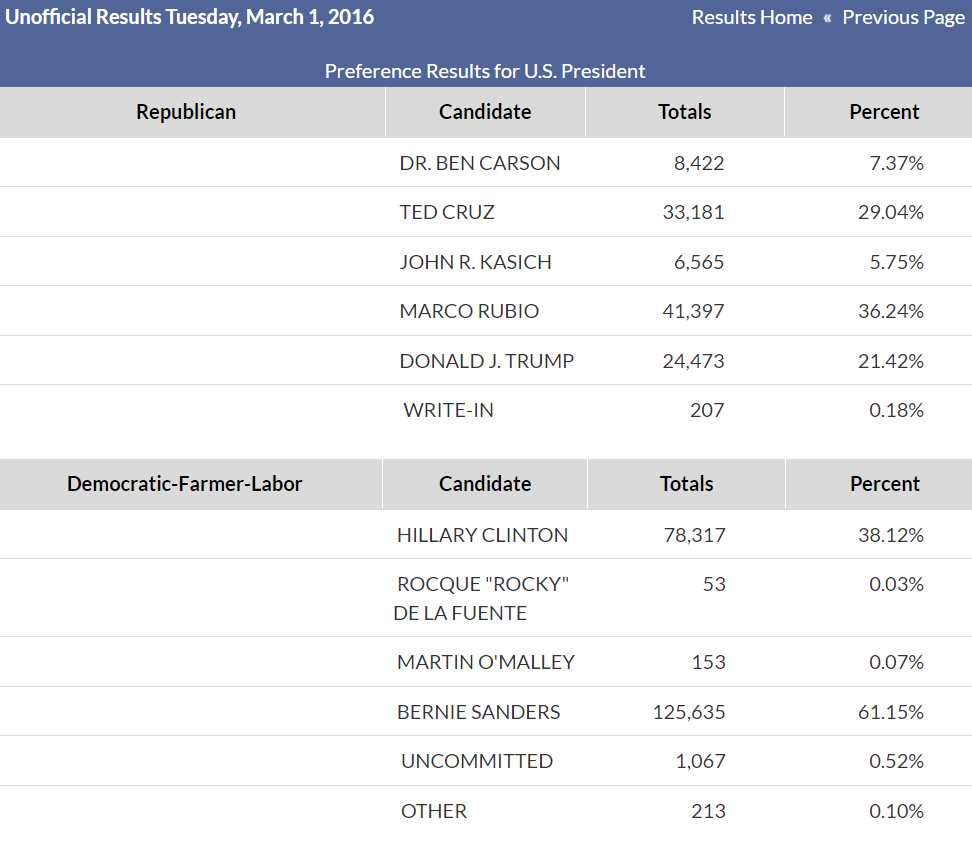 Unofficial Results Tuesday, March 1, 2016 Results Home « Previous Page
Preference Results for U.S. President
Republican Candidate Totals Percent
DR. BEN CARSON 8,422 7.37%
TED CRUZ 33,181 29.04%
JOHN R. KASICH 6,565 5.75%
MARCO RUBIO 41,397 36.24%
DONALD J. TRUMP 24,473 21.42%
WRITE-IN 207 0.18%
Democratic-Farmer-Labor Candidate Totals Percent
HILLARY CLINTON 78,317 38.12%
ROCQUE "ROCKY" 53 0.03%
DE LA FUENTE
MARTIN O'MALLEY 153 0.07%
BERNIE SANDERS 125,635 61.15%
UNCOMMITTED 1,067 0.52%
OTHER 213 0.10%